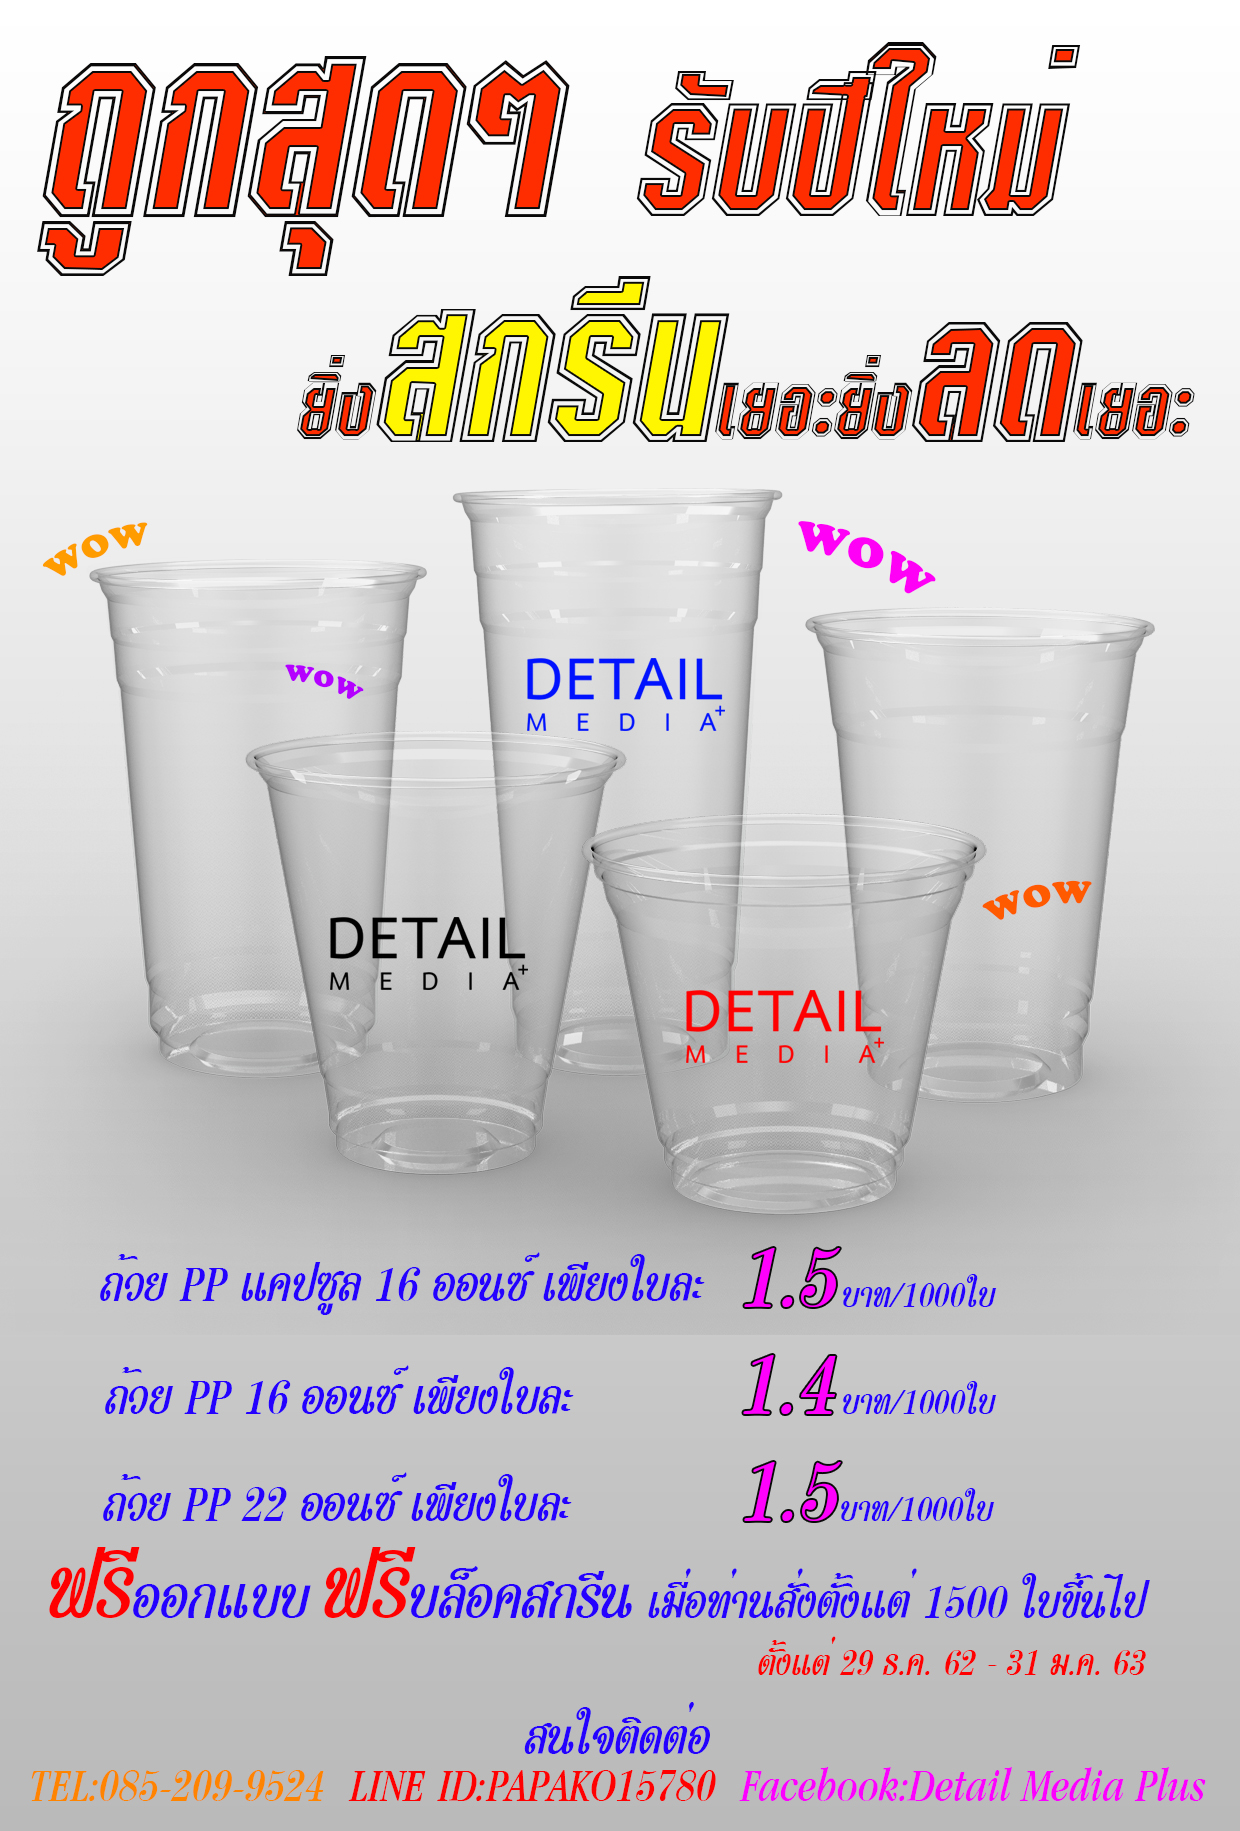 ถูกสุดๆ รับปีใหม่
ยิ่งสกรีนเยอะยิ่งลดเยอะ
wow
wow
wow
DETAIL
MEDIA+
DETAIL
MEDIA+
wow
DETAIL
MEDIA+
ถ้วย PP แคปซูล 16 ออนซ์ เพียงใบละ 1.5 บาท/1000ใบ
ถ้วย PP 16 ออนซ์ เพียงใบละ 1.4 บาท/1000ใบ
ถ้วย PP 22 ออนซ์ เพียงใบละ 1.5 บาท/1000ใบ
ฟรีออกแบบ ฟรีบล็อคสกรีน เมื่อท่านสั่งตั้งแต่ 1500 ใบขึ้นไป
ตั้งแต่ 29 ธ.ค. 62 - 31 ม.ค. 63
สนใจติดต่อ
TEL:085-209-9524 LINE ID:PAPAKO15780 Facebook:Detail Media Plus